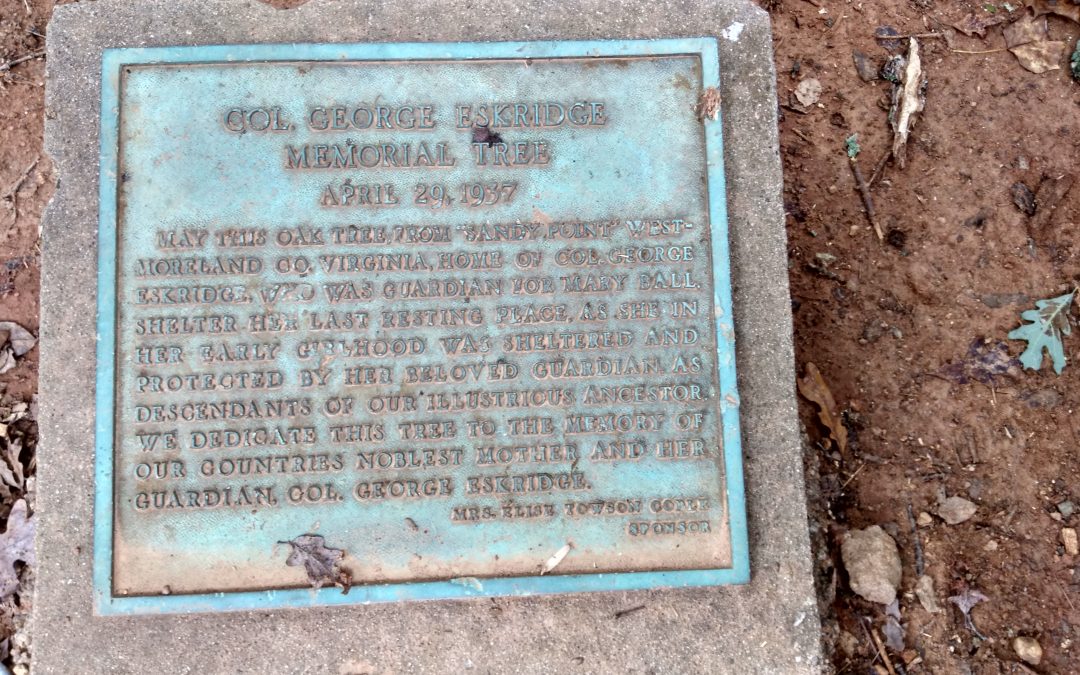 COL. GEORGE ESKRIDGE
MEMORIAL TREE
APRIL 29, 1937
MAY THIS OAK TREE, FROM "SANDY POINT" WEST-
MORELAND CO. VIRGINIA, HOME OF COL. GEORGE
ESKRIDGE, WHO WAS GUARDIAN FOR MARY BALL,
SHELTER HER LAST RESTING PLACE, AS SHE IN
HER EARLY GIRLHOOD WAS SHELTERED AND
PROTECTED BY HER BELOVED GUARDIAN. AS
DESCENDANTS OF OUR ILLUSTRIOUS ANCESTOR
WE DEDICATE THIS TREE TO THE MEMORY OF
OUR COUNTRIES NOBLEST MOTHER AND HER
GUARDIAN, COL. GEORGE ESKRIDGE.
MRS. ELISE TOWSON
SPONSOR